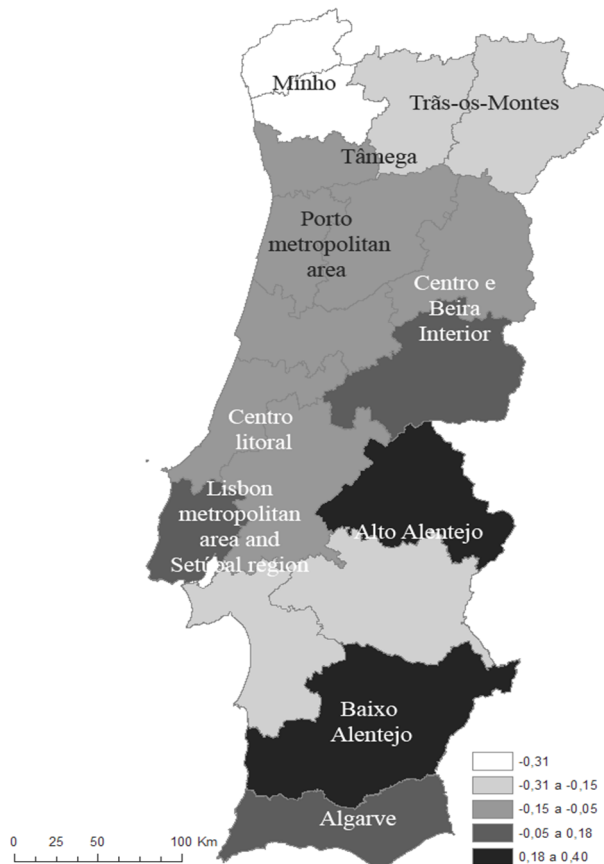 Minho
Trãs-os-Montes
Tâmega
Porto
metropolitan
area
Centro e
Beira
Interior
Centro
litoral
Lisbon
metropolitan
area and
Setúbal region
Alto Alentejo
Baixo
Alentejo
Algarve
-0,31
-0,31 a -0,15
-0,15 a -0,05
-0,05 a 0,18
0,18 a 0,40
0 25 50 100 Km